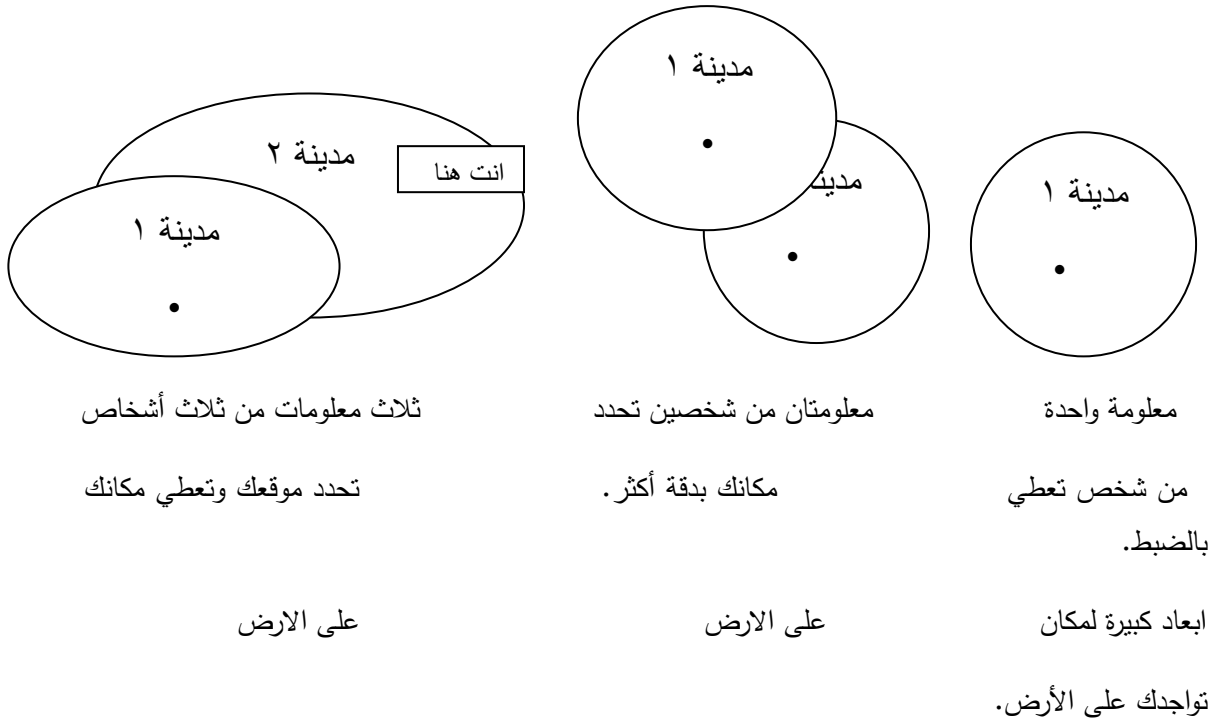 مدينة ١
مدينة ٢
انت هنا
مدينة ١
مدينة ١
معلومة واحدة معلومتان من شخصين تحدد ثلاث معلومات من ثلاث أشخاص
من شخص تعطي مكانك بدقة أكثر. تحدد موقعك وتعطي مكانك
بالضبط.
ابعاد كبيرة لمكان على الارض على الارض
تواجدك على الأرض.